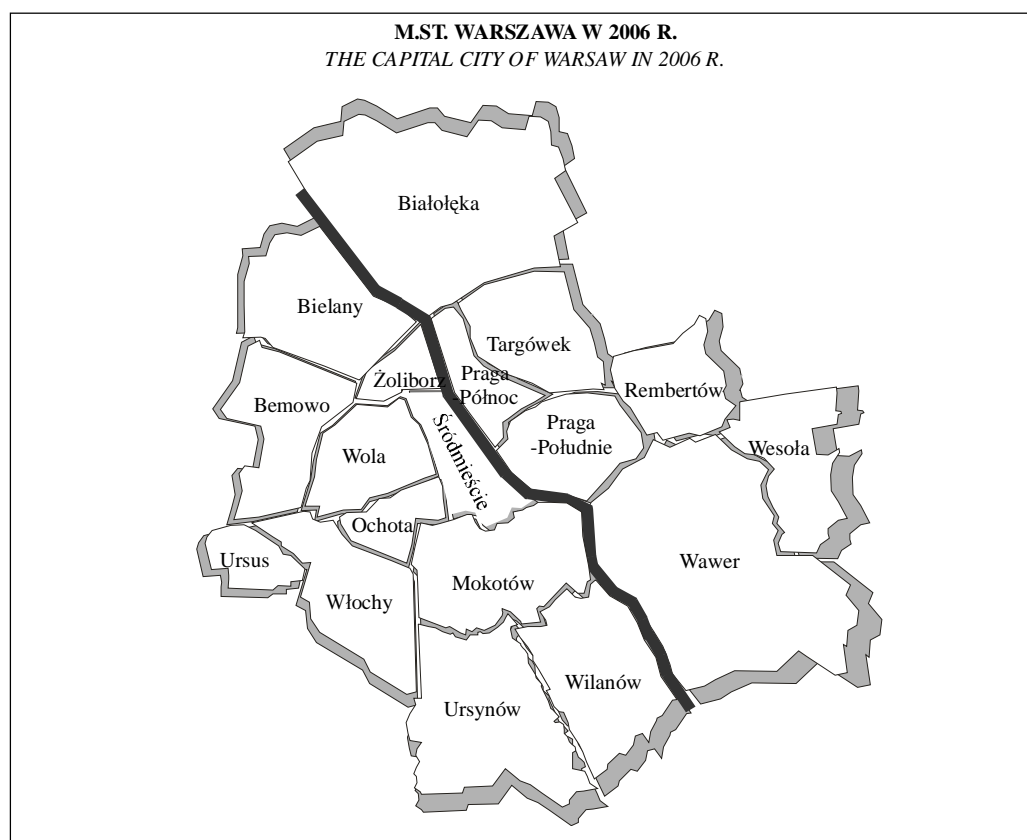 M.ST. WARSZAWA W 2006 R.
THE CAPITAL CITY OF WARSAW IN 2006 R.
Białołęka
Bielany
Targówek
Żoliborz
Praga
-Północ
Rembertów
Bemowo
Praga
-Południe
Śródmieście
Wola
Wesoła
Ochota
Ursus
Wawer
Mokotów
Włochy
Wilanów
Ursynów